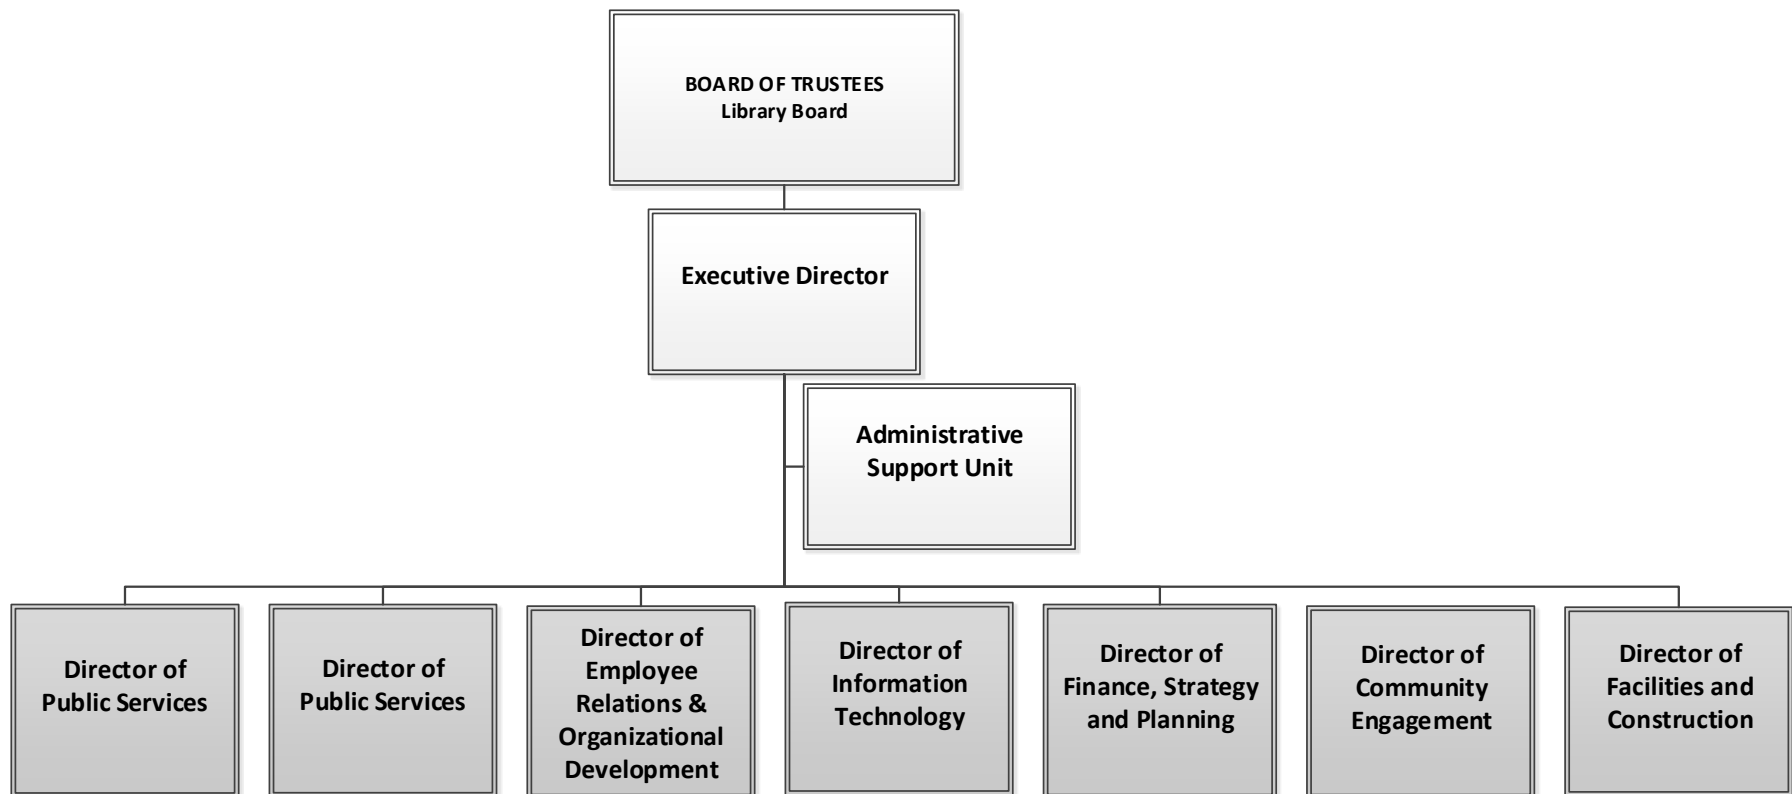 BOARD OF TRUSTEES
Library Board
Executive Director
Administrative
Support Unit
Director of
Public Services
Director of
Public Services
Director of
Employee
Relations &
Organizational
Development
Director of
Information
Technology
Director of
Finance, Strategy
and Planning
Director of
Community
Engagement
Director of
Facilities and
Construction